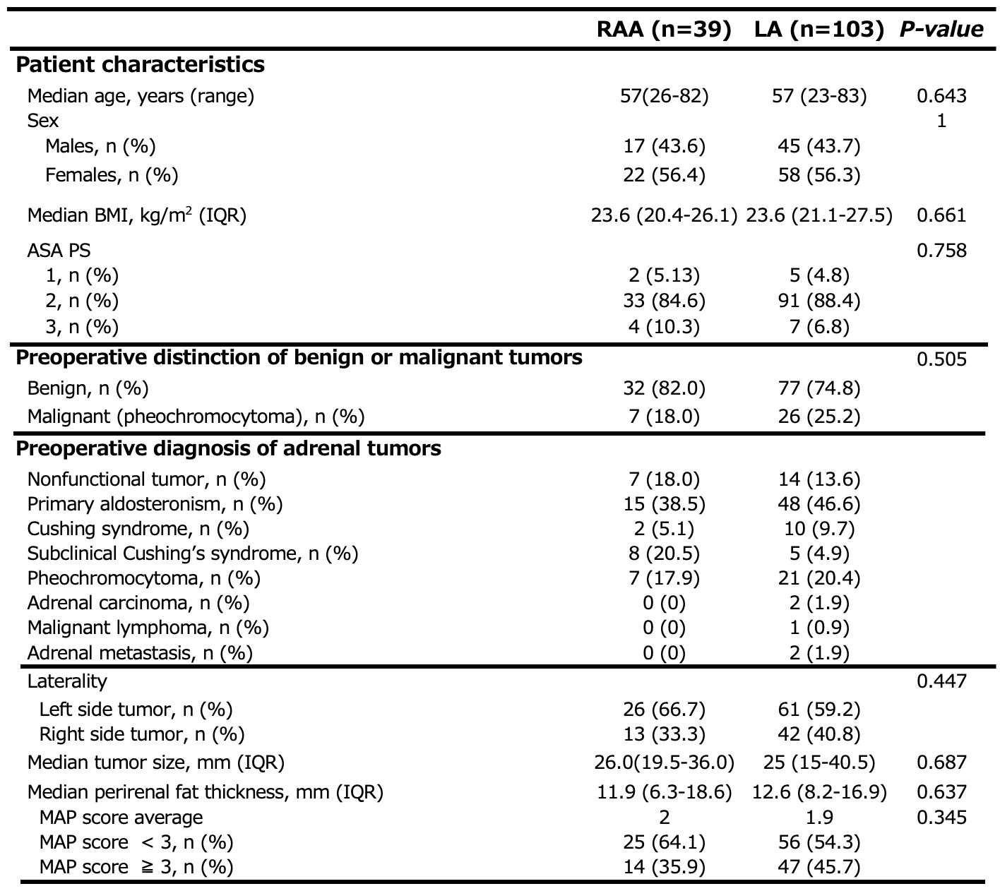 RAA (n=39) LA (n=103) P-value
Patient characteristics
Median age, years (range) 57(26-82) 57 (23-83) 0.643
Sex 1
Males, n (%) 17 (43.6) 45 (43.7)
Females, n (%) 22 (56.4) 58 (56.3)
Median BMI, kg/m² (IQR) 23.6 (20.4-26.1) 23.6 (21.1-27.5) 0.661
ASA PS 0.758
1, n (%) 2 (5.13) 5 (4.8)
2, n (%) 33 (84.6) 91 (88.4)
3, n (%) 4 (10.3) 7 (6.8)
Preoperative distinction of benign or malignant tumors 0.505
Benign, n (%) 32 (82.0) 77 (74.8)
Malignant (pheochromocytoma), n (%) 7 (18.0) 26 (25.2)
Preoperative diagnosis of adrenal tumors
Nonfunctional tumor, n (%) 7 (18.0) 14 (13.6)
Primary aldosteronism, n (%) 15 (38.5) 48 (46.6)
Cushing syndrome, n (%) 2 (5.1) 10 (9.7)
Subclinical Cushing’s syndrome, n (%) 8 (20.5) 5 (4.9)
Pheochromocytoma, n (%) 7 (17.9) 21 (20.4)
Adrenal carcinoma, n (%) 0 (0) 2 (1.9)
Malignant lymphoma, n (%) 0 (0) 1 (0.9)
Adrenal metastasis, n (%) 0 (0) 2 (1.9)
Laterality 0.447
Left side tumor, n (%) 26 (66.7) 61 (59.2)
Right side tumor, n (%) 13 (33.3) 42 (40.8)
Median tumor size, mm (IQR) 26.0(19.5-36.0) 25 (15-40.5) 0.687
Median perirenal fat thickness, mm (IQR) 11.9 (6.3-18.6) 12.6 (8.2-16.9) 0.637
MAP score average 2 1.9 0.345
MAP score < 3, n (%) 25 (64.1) 56 (54.3)
MAP score ≧ 3, n (%) 14 (35.9) 47 (45.7)